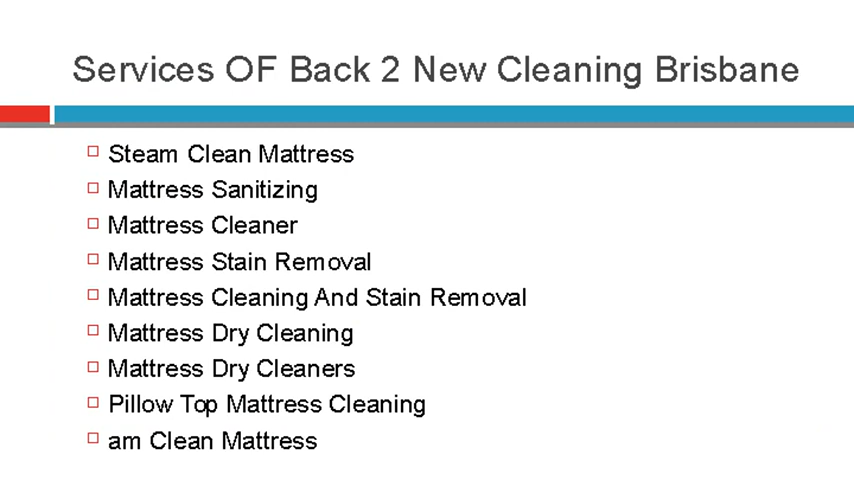 Services OF Back 2 New Cleaning Brisbane
Steam Clean Mattress
Mattress Sanitizing
Mattress Cleaner
Mattress Stain Removal
Mattress Cleaning And Stain Removal
Mattress Dry Cleaning
Mattress Dry Cleaners
Pillow Top Mattress Cleaning
am Clean Mattress